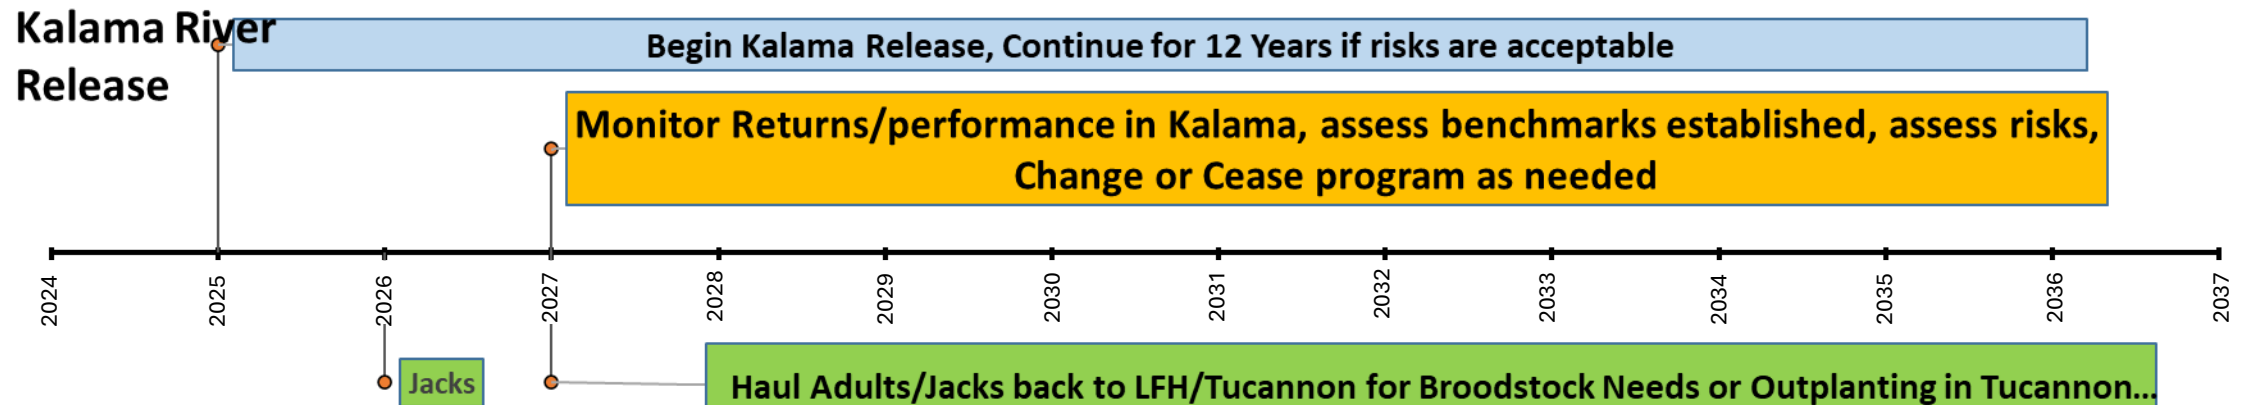 Kalama River
Release
Begin Kalama Release, Continue for 12 Years if risks are acceptable
Monitor Returns/performance in Kalama, assess benchmarks established, assess risks,
Change or Cease program as needed
2024
2025
2026
2027
2028
2029
2030
2031
2032
2033
2034
2035
2036
2037
Jacks
Haul Adults/Jacks back to LFH/Tucannon for Broodstock Needs or Outplanting in Tucannon...